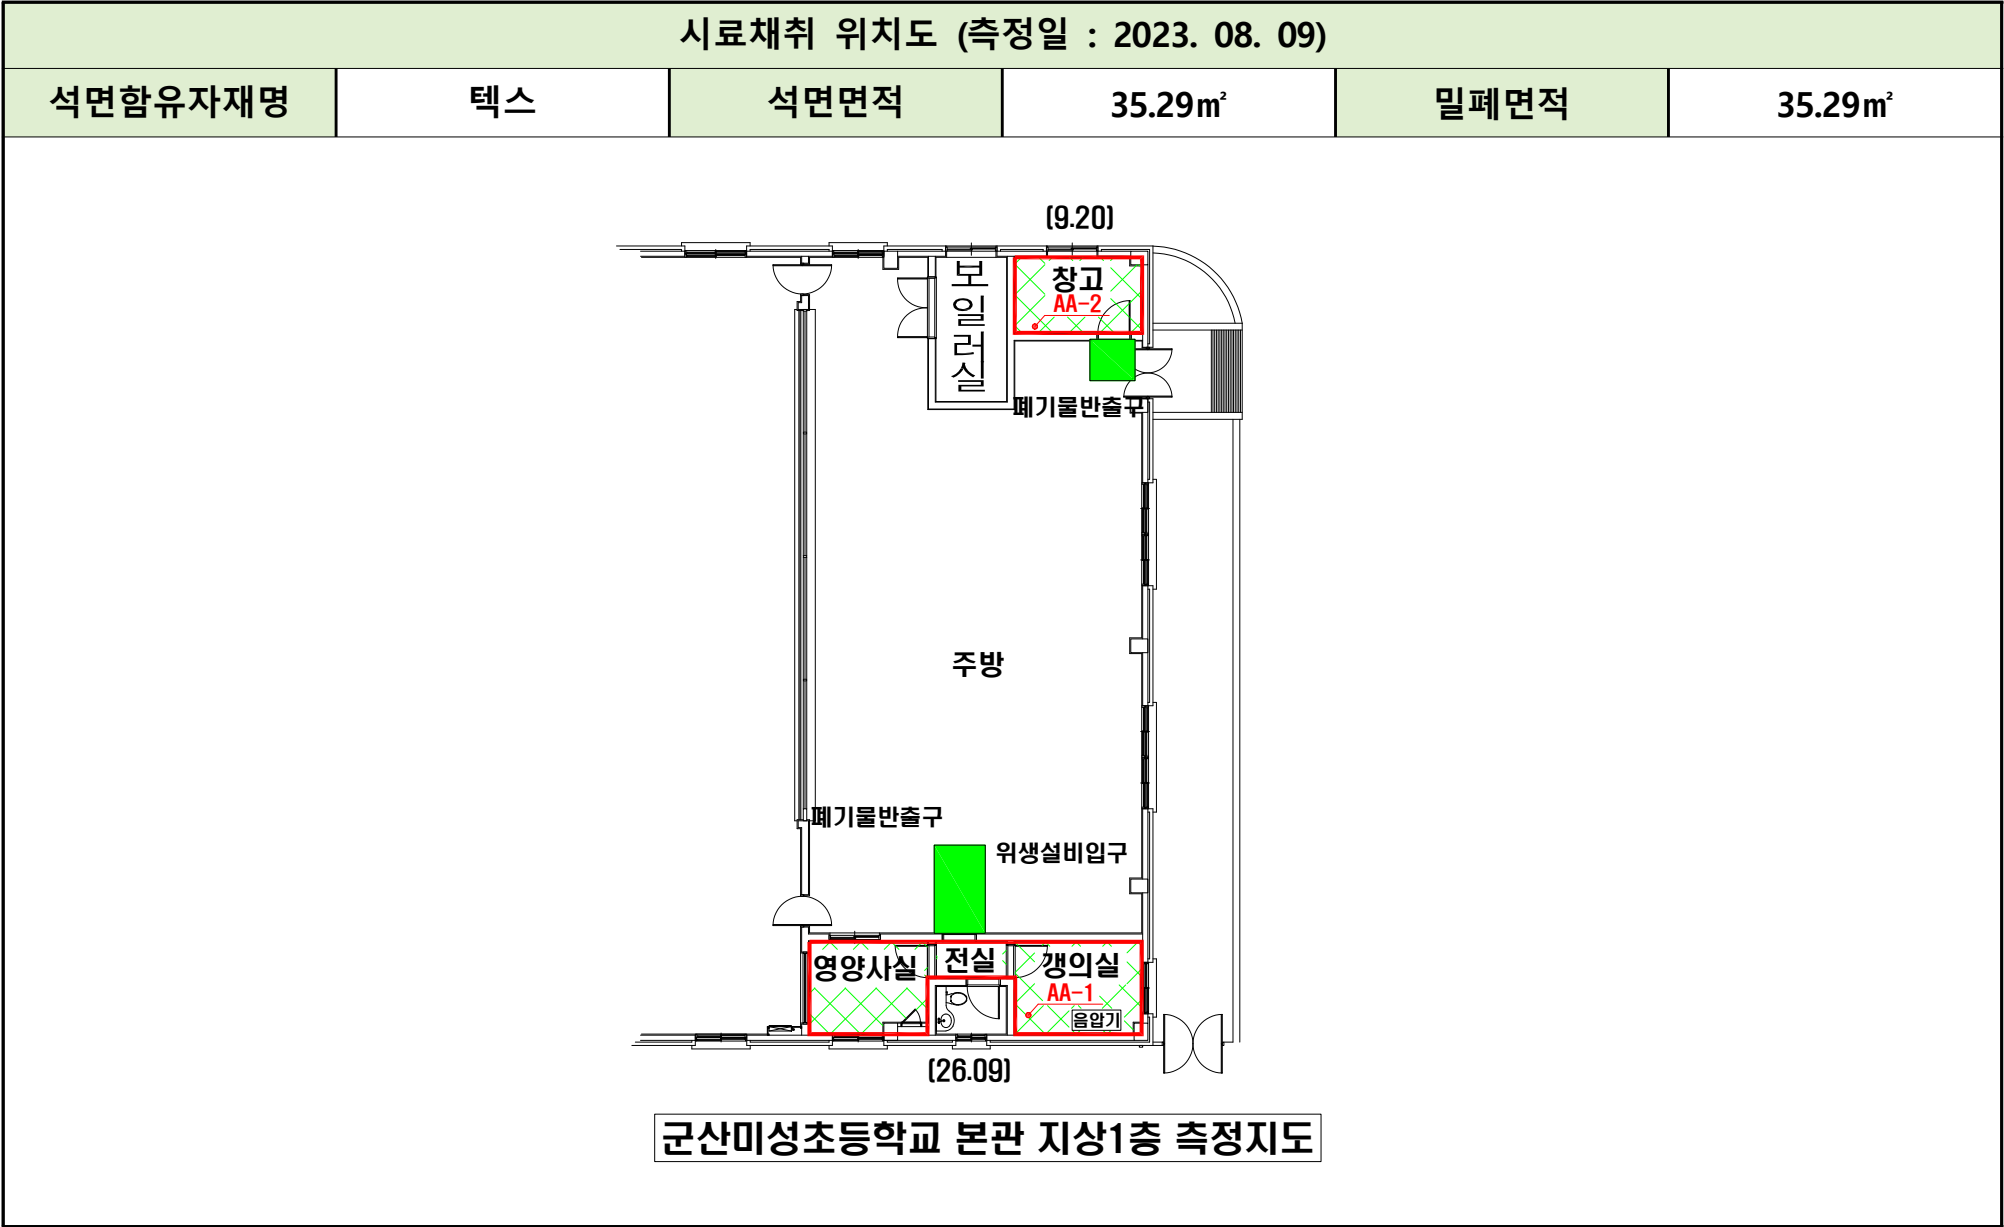 시료채취 위치도 (측정일 : 2023. 08. 09)
석면함유자재명 텍스 석면면적 35.29㎡ 밀폐면적 35.29㎡
(9.20)
보일러실
창고
AA-2
폐기물반출구
주방
폐기물반출구
위생설비입구
영양사실
전실
갱의실
AA-1
음압기
(26.09)
군산미성초등학교 본관 지상1층 측정지도